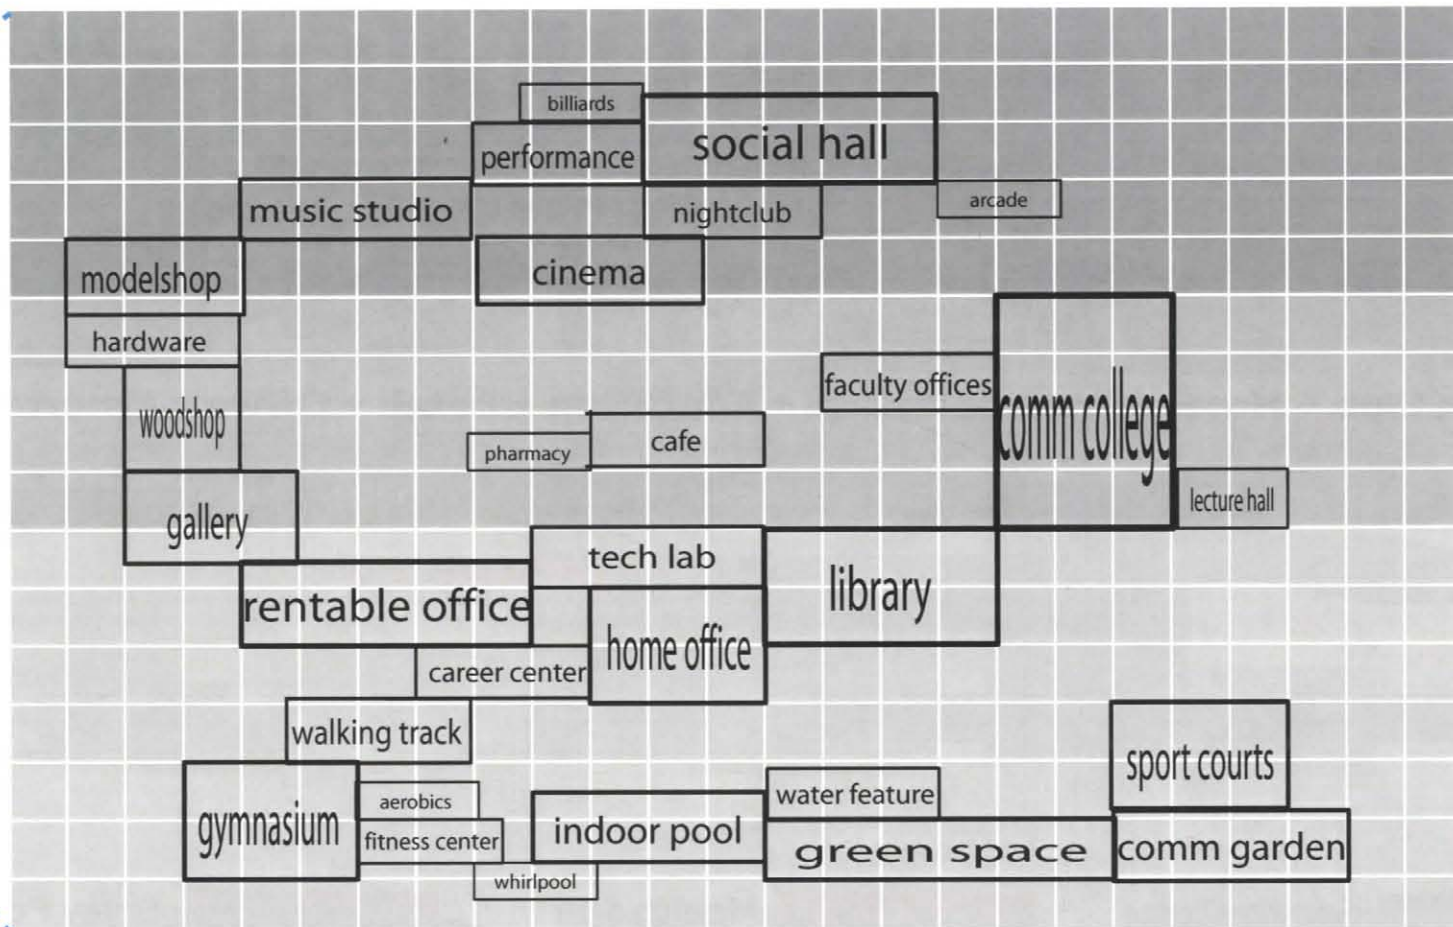 billiards
social hall
performance
arcade
music studio
nightclub
cinema
modelshop
hardware
faculty offices
comm college
woodshop
cafe
pharmacy
lecture hall
gallery
tech lab
library
rentable office
home office
career center
walking track
sport courts
water feature
aerobics
gymnasium
indoor pool
fitness center
green space
comm garden
whirlpool